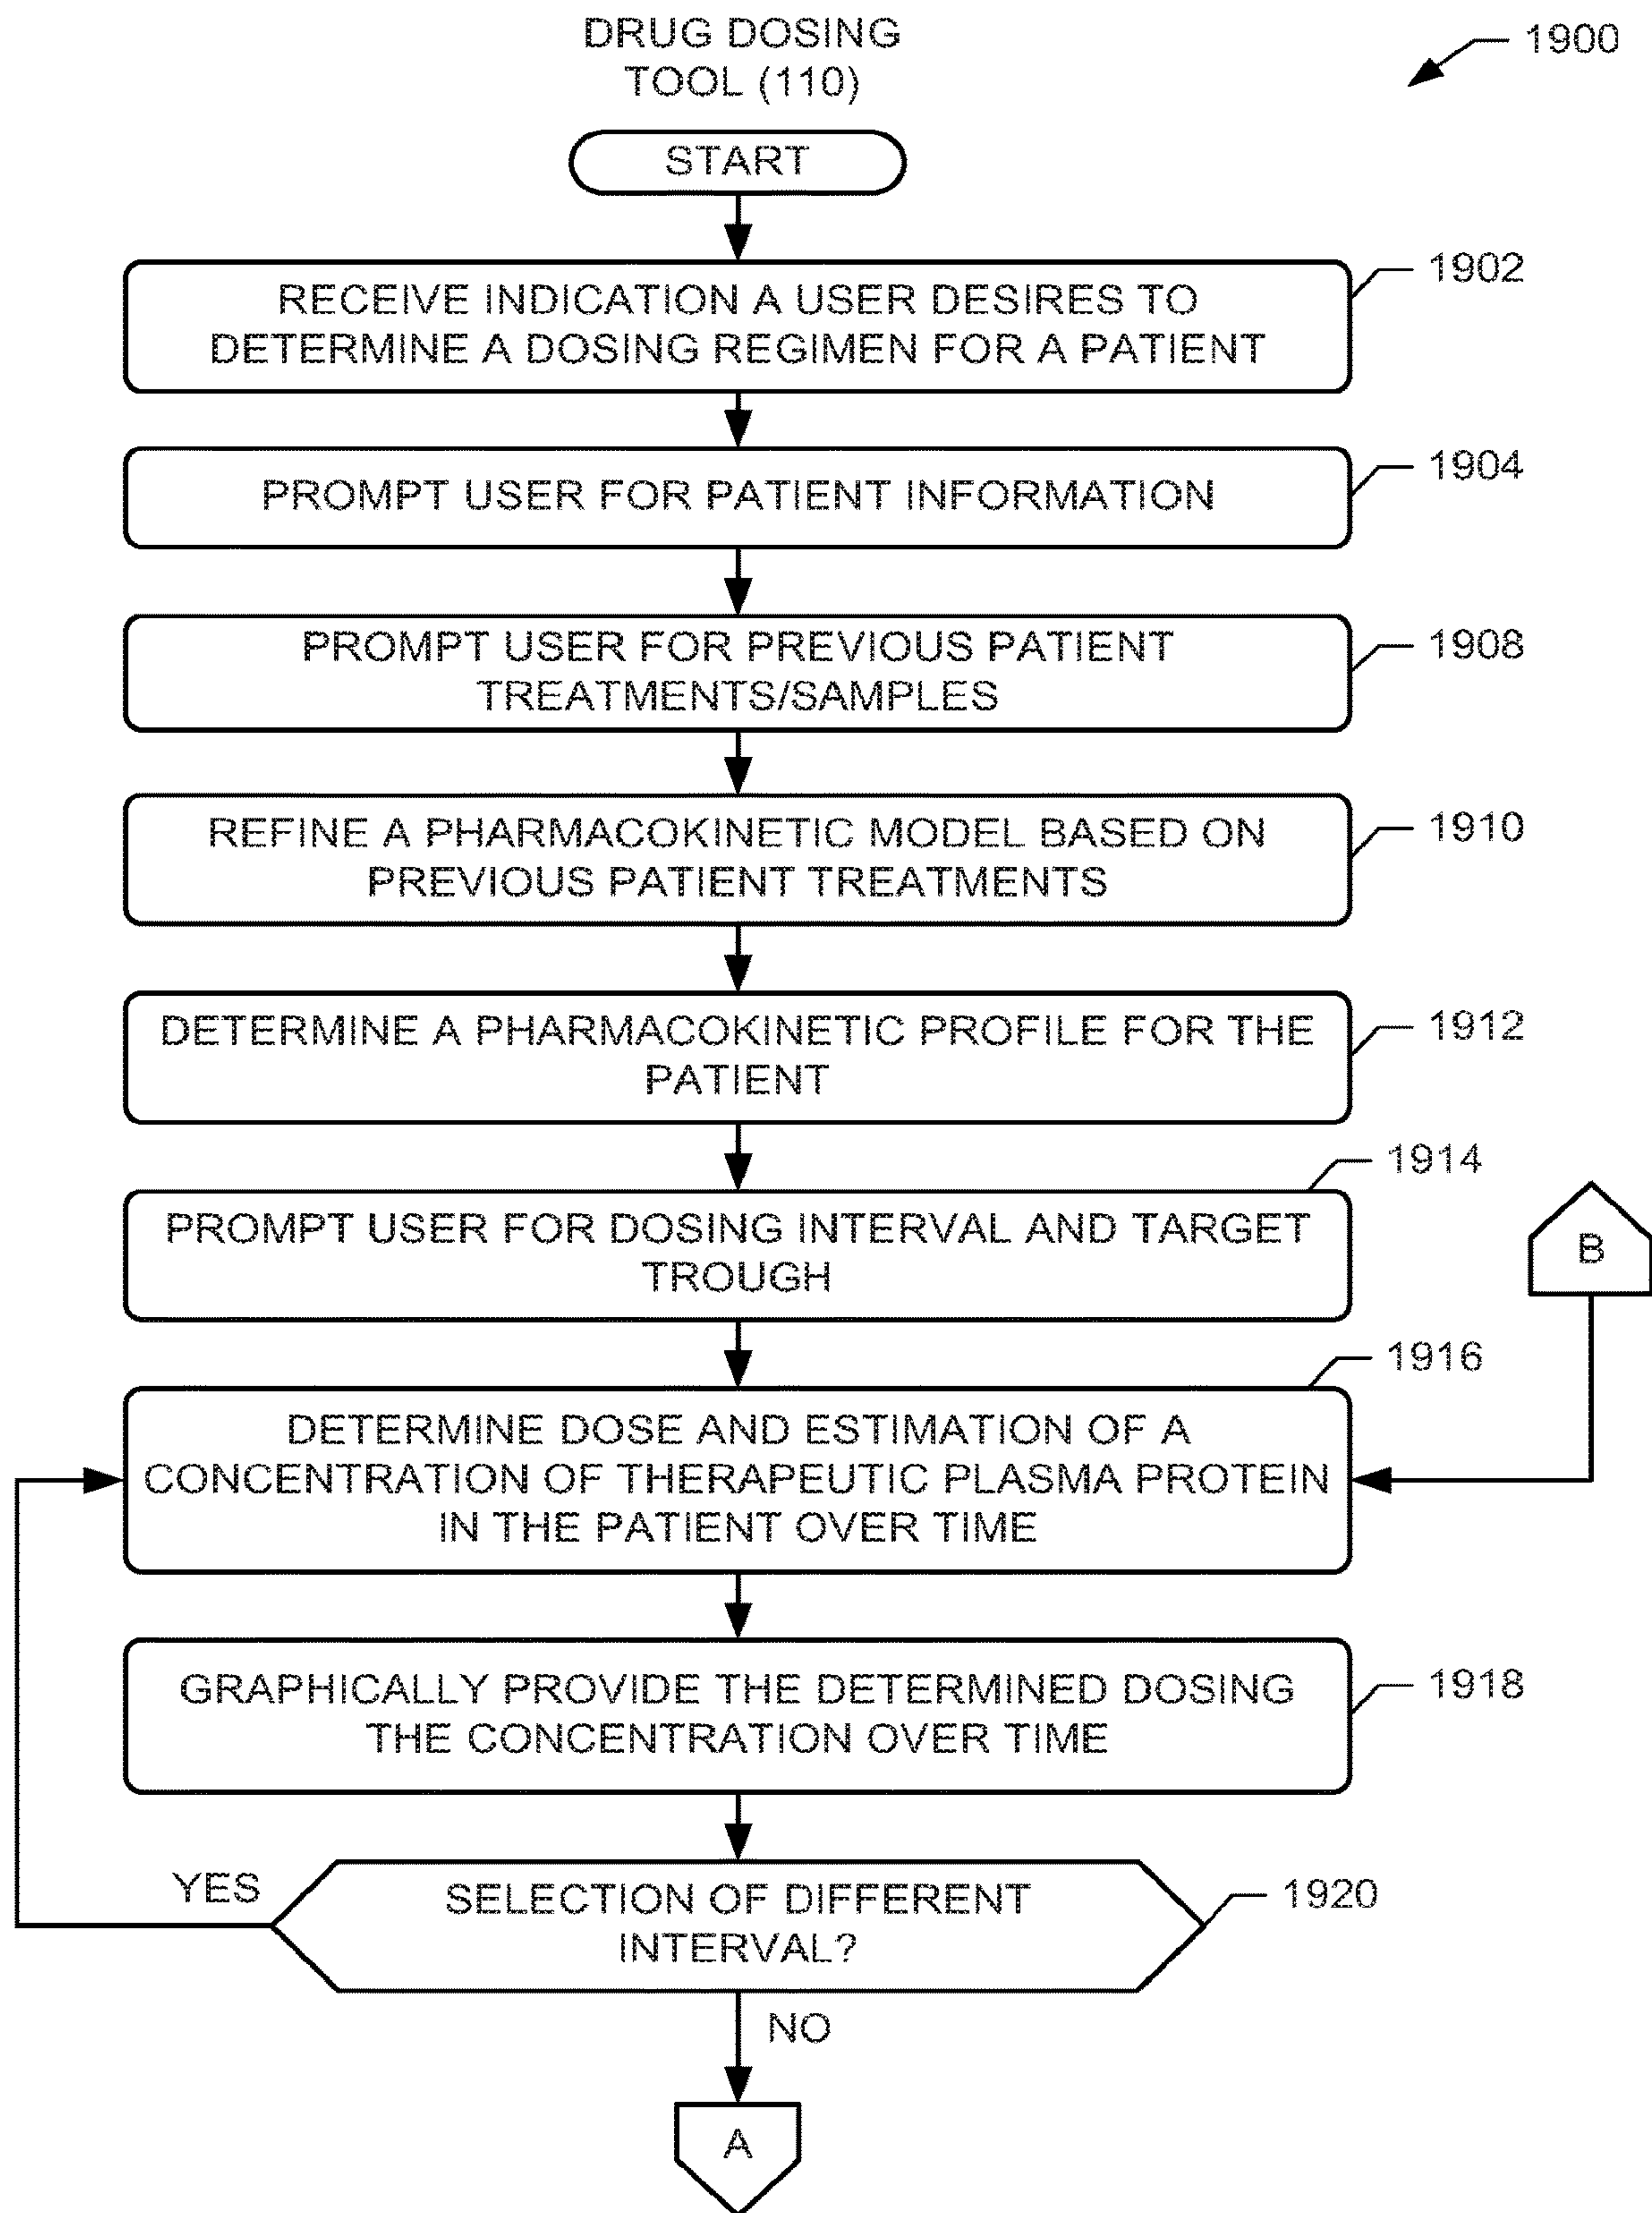 DRUG DOSING
TOOL (110)
1900
START
1902
RECEIVE INDICATION A USER DESIRES TO
DETERMINE A DOSING REGIMEN FOR A PATIENT
1904
PROMPT USER FOR PATIENT INFORMATION
1908
PROMPT USER FOR PREVIOUS PATIENT
TREATMENTS/SAMPLES
1910
REFINE A PHARMACOKINETIC MODEL BASED ON
PREVIOUS PATIENT TREATMENTS
1912
DETERMINE A PHARMACOKINETIC PROFILE FOR THE
PATIENT
1914
PROMPT USER FOR DOSING INTERVAL AND TARGET
TROUGH
B
1916
DETERMINE DOSE AND ESTIMATION OF A
CONCENTRATION OF THERAPEUTIC PLASMA PROTEIN
IN THE PATIENT OVER TIME
1918
GRAPHICALLY PROVIDE THE DETERMINED DOSING
THE CONCENTRATION OVER TIME
YES
1920
SELECTION OF DIFFERENT
INTERVAL?
NO
A